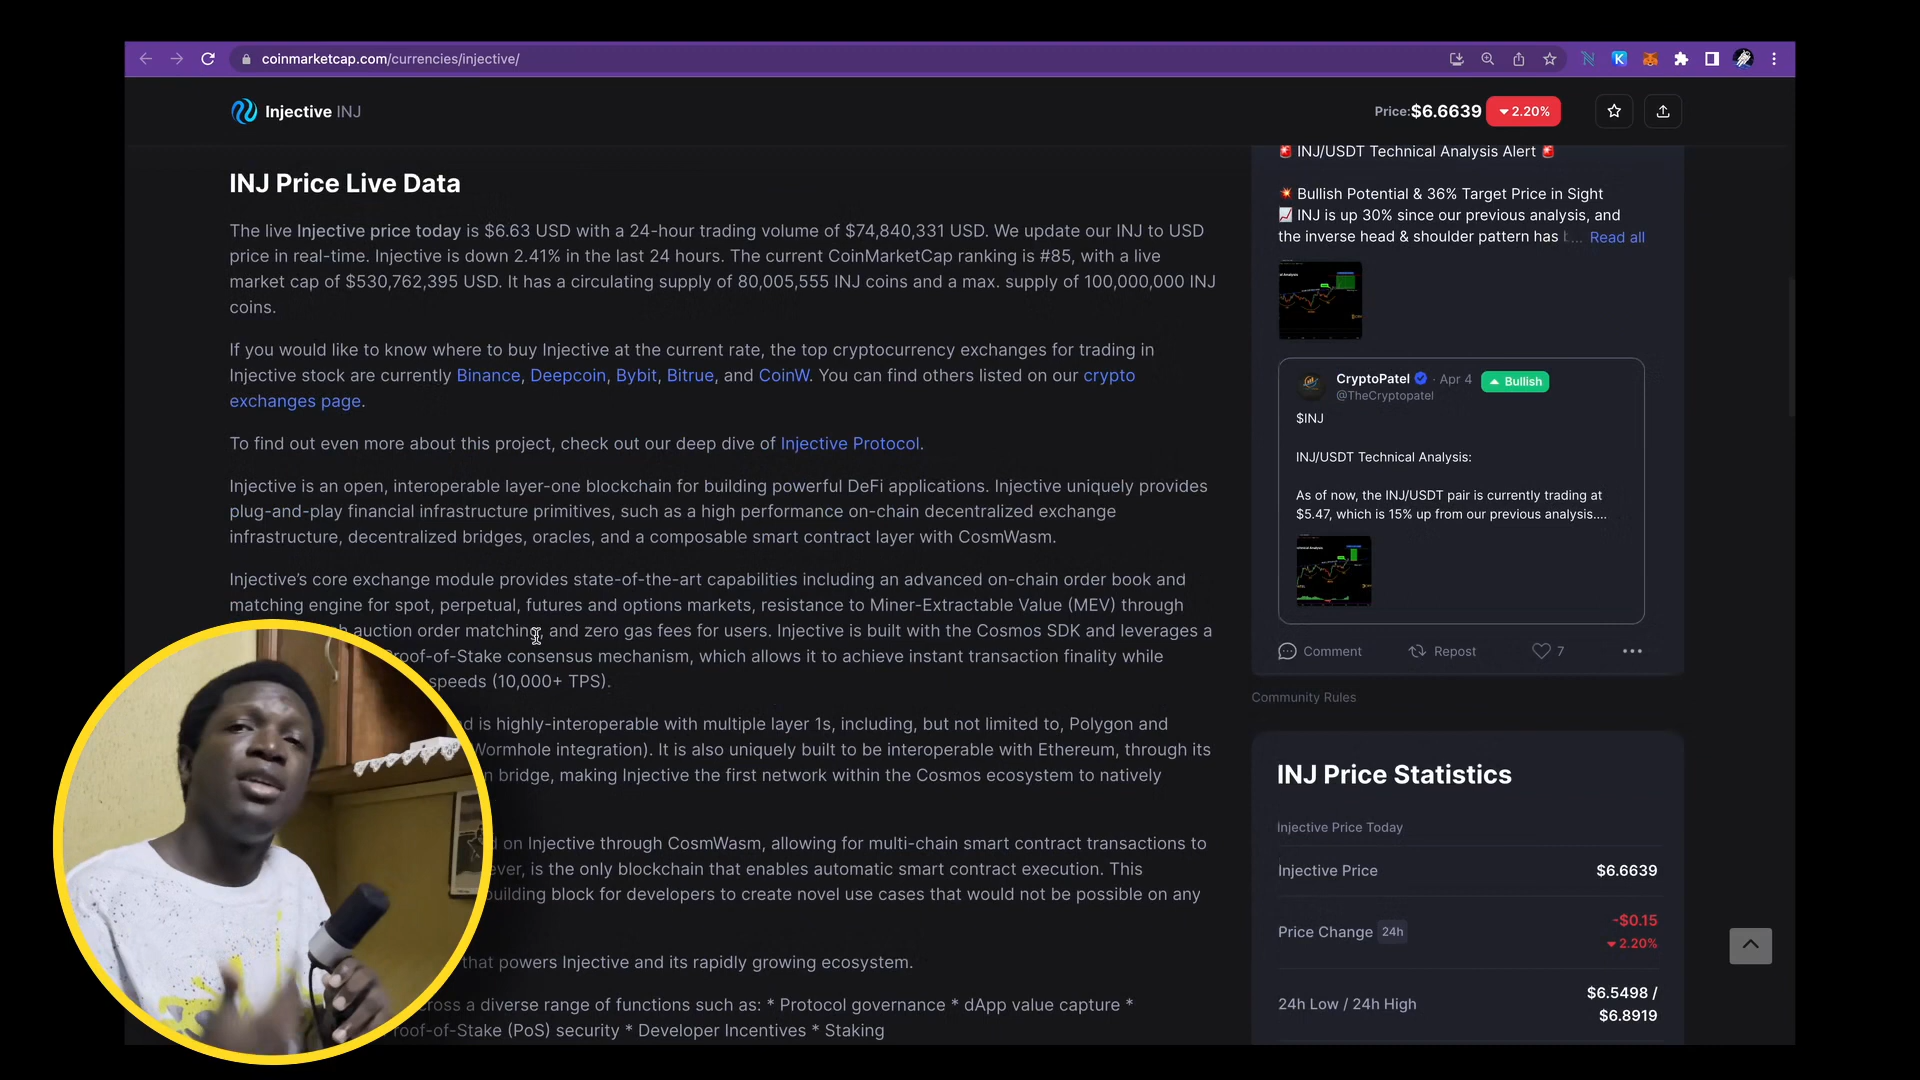 coinmarketcap.com/currencies/injective/
Injective INJ
Price:$6.6639 2.20%
INJ Price Live Data
The live Injective price today is $6.63 USD with a 24-hour trading volume of $74,840,331 USD. We update our INJ to USD
price in real-time. Injective is down 2.41% in the last 24 hours. The current CoinMarketCap ranking is #85, with a live
market cap of $530,762,395 USD. It has a circulating supply of 80,005,555 INJ coins and a max. supply of 100,000,000 INJ
coins.
If you would like to know where to buy Injective at the current rate, the top cryptocurrency exchanges for trading in
Injective stock are currently Binance, Deepcoin, Bybit, Bitrue, and CoinW. You can find others listed on our crypto
exchanges page.
To find out even more about this project, check out our deep dive of Injective Protocol.
Injective is an open, interoperable layer-one blockchain for building powerful DeFi applications. Injective uniquely provides
plug-and-play financial infrastructure primitives, such as a high performance on-chain decentralized exchange
infrastructure, decentralized bridges, oracles, and a composable smart contract layer with CosmWasm.
Injective's core exchange module provides state-of-the-art capabilities including an advanced on-chain order book and
matching engine for spot, perpetual, futures and options markets, resistance to Miner-Extractable Value (MEV) through
auction order matching, and zero gas fees for users. Injective is built with the Cosmos SDK and leverages a
Proof-of-Stake consensus mechanism, which allows it to achieve instant transaction finality while
speeds (10,000+ TPS).
is highly-interoperable with multiple layer 1s, including, but not limited to, Polygon and
Wormhole integration). It is also uniquely built to be interoperable with Ethereum, through its
bridge, making Injective the first network within the Cosmos ecosystem to natively
on Injective through CosmWasm, allowing for multi-chain smart contract transactions to
is the only blockchain that enables automatic smart contract execution. This
building block for developers to create novel use cases that would not be possible on any
that powers Injective and its rapidly growing ecosystem.
a diverse range of functions such as: * Protocol governance * dApp value capture *
Proof-of-Stake (PoS) security * Developer Incentives * Staking
INJ/USDT Technical Analysis Alert
Bullish Potential & 36% Target Price in Sight
INJ is up 30% since our previous analysis, and
the inverse head & shoulder pattern has ... Read all
CryptoPatel · Apr 4 Bullish
@TheCryptopatel
$INJ
INJ/USDT Technical Analysis:
As of now, the INJ/USDT pair is currently trading at
$5.47, which is 15% up from our previous analysis....
Comment Repost 7
Community Rules
INJ Price Statistics
Injective Price Today
Injective Price $6.6639
Price Change 24h -$0.15
2.20%
24h Low / 24h High $6.5498 /
$6.8919